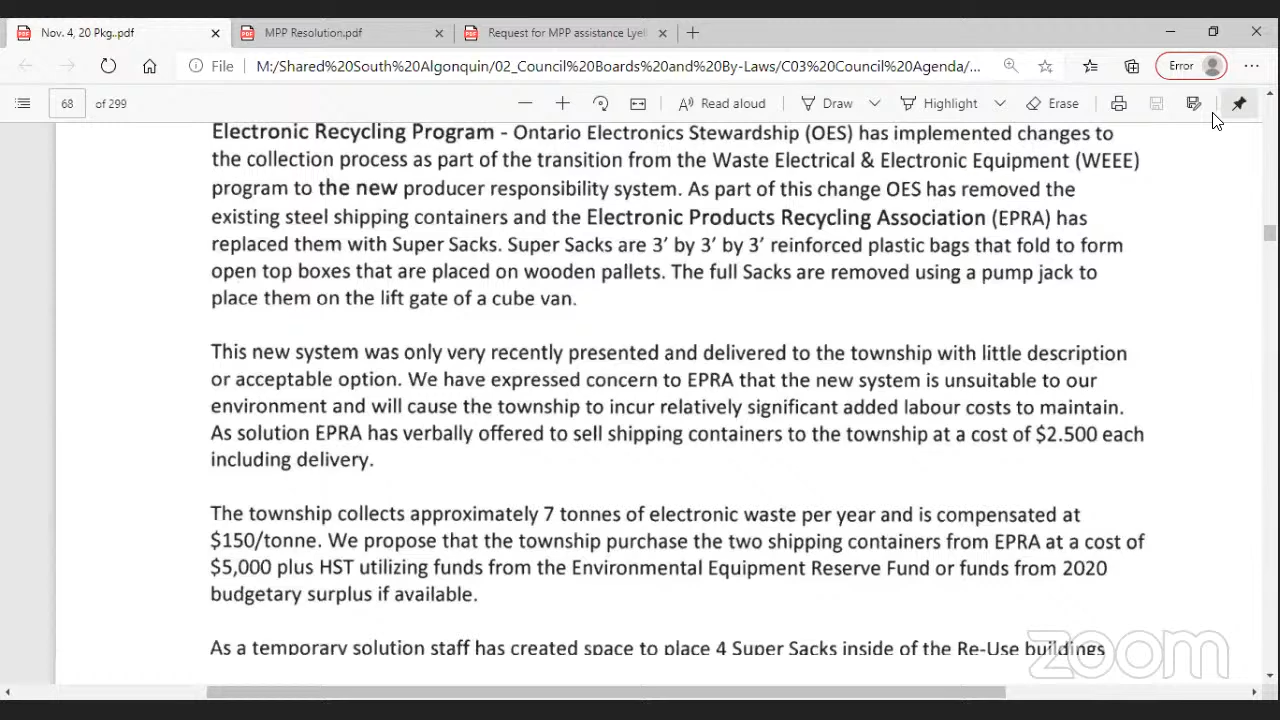 Nov. 4, 20 Pkg..pdf
MPP Resolution.pdf
Request for MPP assistance Lyell
File M:/Shared%20South%20Algonquin/02_Council%20Boards%20and%20By-Laws/C03%20Council%20Agenda/... Error
68 of 299 Read aloud Draw Highlight Erase
Electronic Recycling Program - Ontario Electronics Stewardship (OES) has implemented changes to
the collection process as part of the transition from the Waste Electrical & Electronic Equipment (WEEE)
program to the new producer responsibility system. As part of this change OES has removed the
existing steel shipping containers and the Electronic Products Recycling Association (EPRA) has
replaced them with Super Sacks. Super Sacks are 3’ by 3’ by 3’ reinforced plastic bags that fold to form
open top boxes that are placed on wooden pallets. The full Sacks are removed using a pump jack to
place them on the lift gate of a cube van.
This new system was only very recently presented and delivered to the township with little description
or acceptable option. We have expressed concern to EPRA that the new system is unsuitable to our
environment and will cause the township to incur relatively significant added labour costs to maintain.
As solution EPRA has verbally offered to sell shipping containers to the township at a cost of $2.500 each
including delivery.
The township collects approximately 7 tonnes of electronic waste per year and is compensated at
$150/tonne. We propose that the township purchase the two shipping containers from EPRA at a cost of
$5,000 plus HST utilizing funds from the Environmental Equipment Reserve Fund or funds from 2020
budgetary surplus if available.
As a temporary solution staff has created space to place 4 Super Sacks inside of the Re-Use buildings
zoom